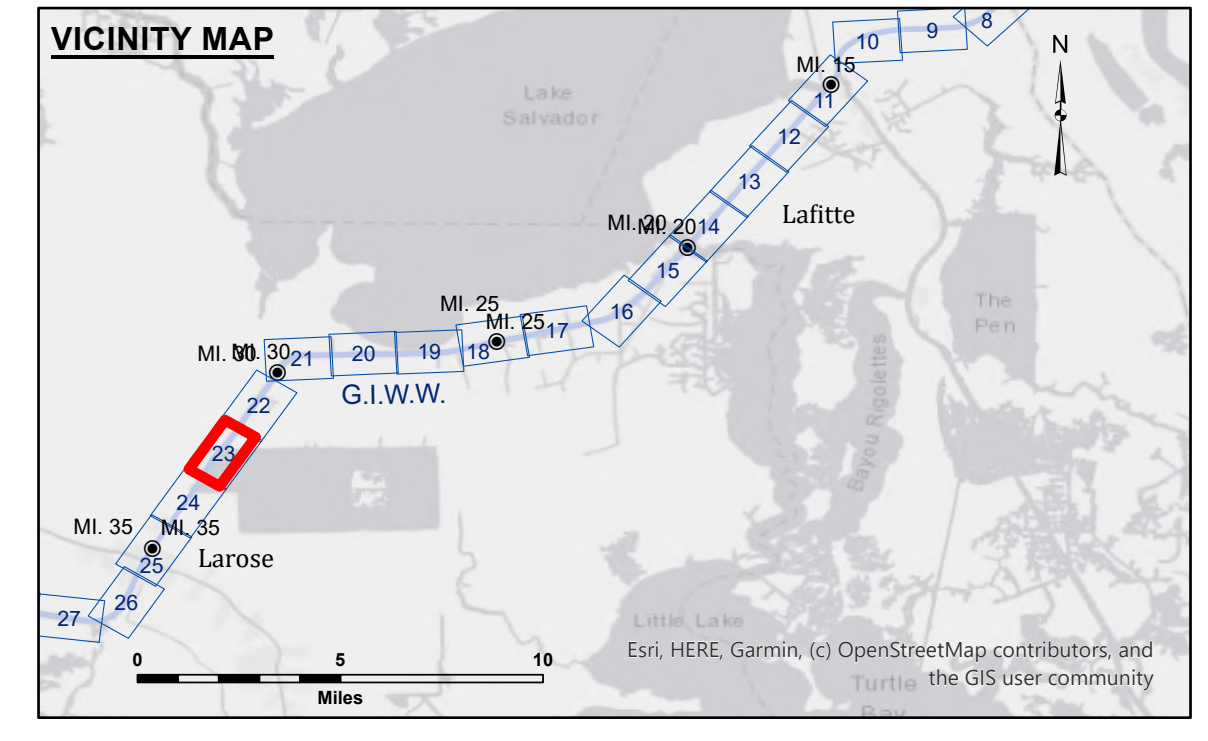 VICINITY MAP
8
9
10
N
MI. 15
11
Lake
Salvador
12
13
Lafitte
MI. 20
MI. 20
14
15
The
Pen
MI. 25
MI. 25
16
17
18
19
20
21
MI. 30
MI. 30
G.I.W.W.
22
Bayou Rigolettes
23
24
MI. 35
MI. 35
Larose
25
26
27
Little Lake
Esri, HERE, Garmin, (c) OpenStreetMap contributors, and
the GIS user community
Turtle
Bay
0 5 10
Miles